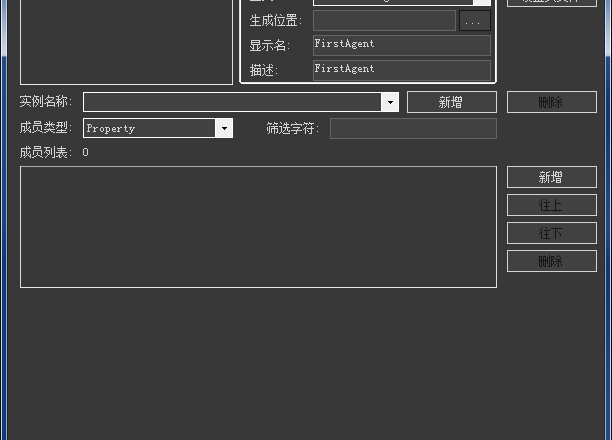 生成位置:
...
显示名: FirstAgent
描述: FirstAgent
实例名称: 新增 删除
成员类型: Property 筛选字符:
成员列表: 0
新增
往上
往下
删除